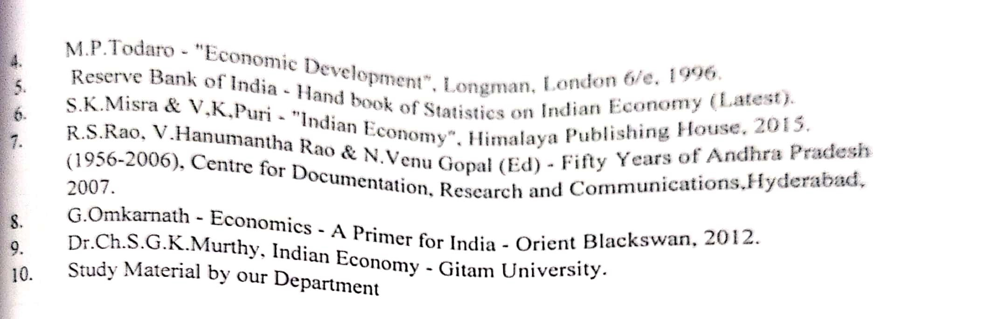 4. M.P.Todaro - "Economic Development", Longman, London 6/e, 1996.
5. Reserve Bank of India - Hand book of Statistics on Indian Economy (Latest).
6. S.K.Misra & V,K,Puri - "Indian Economy", Himalaya Publishing House, 2015.
7. R.S.Rao, V.Hanumantha Rao & N.Venu Gopal (Ed) - Fifty Years of Andhra Pradesh
(1956-2006), Centre for Documentation, Research and Communications,Hyderabad,
2007.
8. G.Omkarnath - Economics - A Primer for India - Orient Blackswan, 2012.
9. Dr.Ch.S.G.K.Murthy, Indian Economy - Gitam University.
10. Study Material by our Department